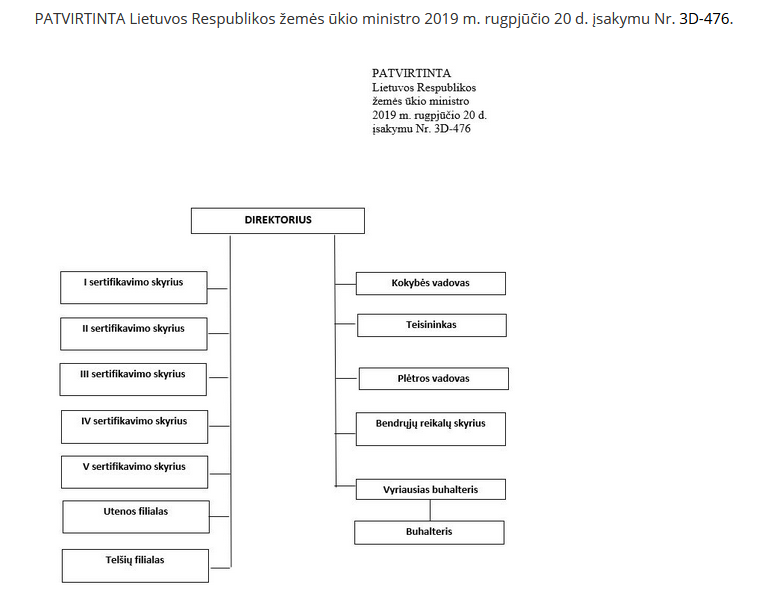 PATVIRTINTA Lietuvos Respublikos žemės ūkio ministro 2019 m. rugpjūčio 20 d. įsakymu Nr. 3D-476.
PATVIRTINTA
Lietuvos Respublikos
žemės ūkio ministro
2019 m. rugpjūčio 20 d.
įsakymu Nr. 3D-476
DIREKTORIUS
I sertifikavimo skyrius
II sertifikavimo skyrius
III sertifikavimo skyrius
IV sertifikavimo skyrius
V sertifikavimo skyrius
Utenos filialas
Telšių filialas
Kokybės vadovas
Teisininkas
Plėtros vadovas
Bendrųjų reikalų skyrius
Vyriausias buhalteris
Buhalteris